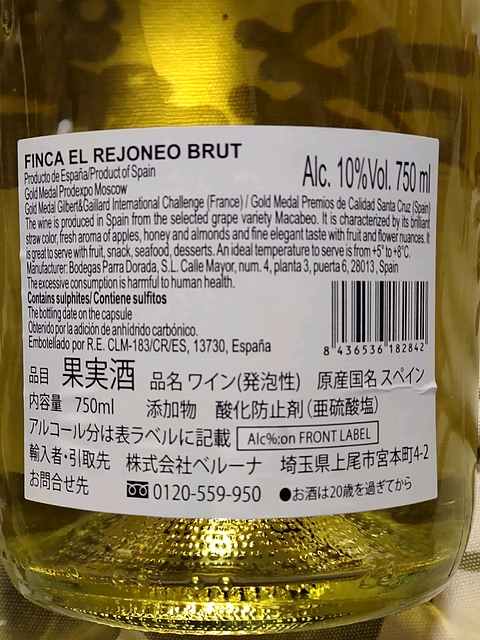 FINCA EL REJONEO BRUT
Producto de España/Product of Spain
Alc. 10%Vol. 750 ml
Gold Medal Prodexpo Moscow
Gold Medal Gilbert&Gaillard International Challenge (France) / Gold Medal Premios de Calidad Santa Cruz (Spain)
The wine is produced in Spain from the selected grape variety Macabeo. It is characterized by its brilliant
straw color, fresh aroma of apples, honey and almonds and fine elegant taste with fruit and flower nuances. It
is great to serve with fruit, snack, seafood, desserts. An ideal temperature to serve is from +5° to +8°C.
Manufacturer: Bodegas Parra Dorada, S.L. Calle Mayor, num. 4, planta 3, puerta 6, 28013, Spain
The excessive consumption is harmful to human health.
Contains sulphites/Contiene sulfitos
The bottling date on the capsule
Obtenido por la adición de anhídrido carbónico.
Embotellado por R.E. CLM-183/CR/ES, 13730, España
8 436536 182842
品目 果実酒 品名 ワイン(発泡性) 原産国名 スペイン
内容量 750ml 添加物 酸化防止剤(亜硫酸塩)
アルコール分は表ラベルに記載 Alc%:on FRONT LABEL
輸入者・引取先 株式会社ベルーナ 埼玉県上尾市宮本町4-2
お問合せ先 0120-559-950 ●お酒は20歳を過ぎてから